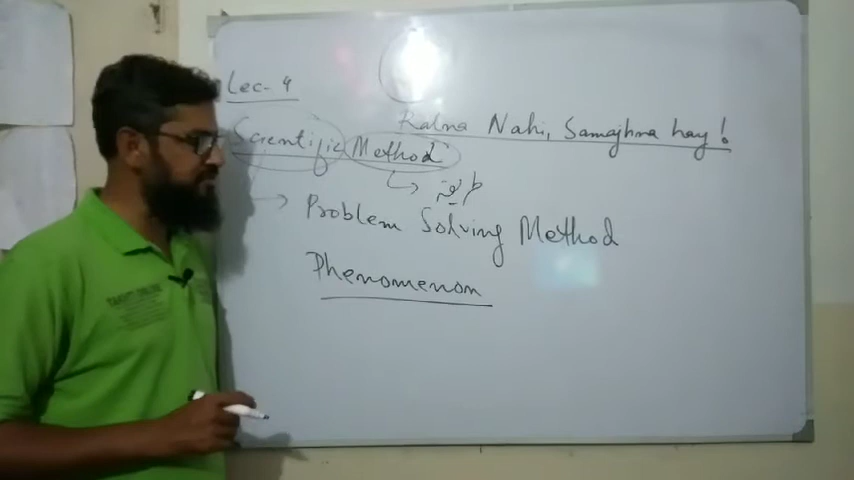 Lec-4
Ratna Nahi, Samajhna hay!
Scientific Method
طریقہ
Problem Solving Method
Phenomenon